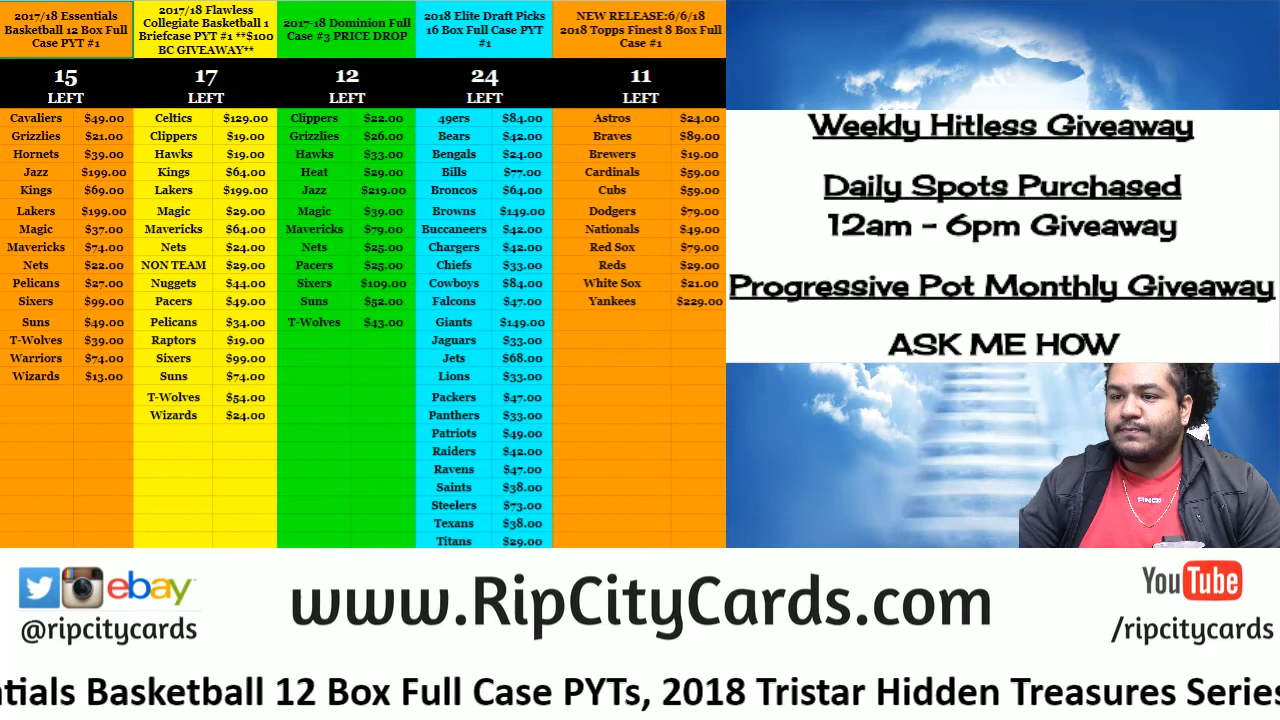 2017/18 Essentials
Basketball 12 Box Full
Case PYT #1
15
LEFT
Cavaliers $49.00
Grizzlies $21.00
Hornets $39.00
Jazz $199.00
Kings $69.00
Lakers $199.00
Magic $37.00
Mavericks $74.00
Nets $22.00
Pelicans $27.00
Sixers $99.00
Suns $49.00
T-Wolves $39.00
Warriors $74.00
Wizards $13.00
2017/18 Flawless
Collegiate Basketball 1
Briefcase PYT #1 **$100
BC GIVEAWAY**
17
LEFT
Celtics $129.00
Clippers $19.00
Hawks $19.00
Kings $64.00
Lakers $199.00
Magic $29.00
Mavericks $64.00
Nets $24.00
NON TEAM $29.00
Nuggets $44.00
Pacers $49.00
Pelicans $34.00
Raptors $19.00
Sixers $99.00
Suns $74.00
T-Wolves $54.00
Wizards $24.00
2017-18 Dominion Full
Case #3 PRICE DROP
12
LEFT
Clippers $22.00
Grizzlies $26.00
Hawks $33.00
Heat $29.00
Jazz $219.00
Magic $39.00
Mavericks $79.00
Nets $25.00
Pacers $25.00
Sixers $109.00
Suns $52.00
T-Wolves $43.00
2018 Elite Draft Picks
16 Box Full Case PYT
#1
24
LEFT
49ers $84.00
Bears $42.00
Bengals $24.00
Bills $77.00
Broncos $64.00
Browns $149.00
Buccaneers $42.00
Chargers $42.00
Chiefs $33.00
Cowboys $84.00
Falcons $47.00
Giants $149.00
Jaguars $33.00
Jets $68.00
Lions $33.00
Packers $47.00
Panthers $33.00
Patriots $49.00
Raiders $42.00
Ravens $47.00
Saints $38.00
Steelers $73.00
Texans $38.00
Titans $29.00
NEW RELEASE:6/6/18
2018 Topps Finest 8 Box Full
Case #1
11
LEFT
Astros $24.00
Braves $89.00
Brewers $19.00
Cardinals $59.00
Cubs $59.00
Dodgers $79.00
Nationals $49.00
Red Sox $79.00
Reds $29.00
White Sox $21.00
Yankees $229.00
Weekly Hitless Giveaway
Daily Spots Purchased
12am - 6pm Giveaway
Progressive Pot Monthly Giveaway
ASK ME HOW
ebay
@ripcitycards
www.RipCityCards.com
YouTube
/ripcitycards
ntials Basketball 12 Box Full Case PYTs, 2018 Tristar Hidden Treasures Series